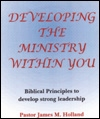 DEVELOPING THE
MINISTRY WITHIN
YOU
Biblical Principles to
develop strong leadership
Pastor James M. Holland